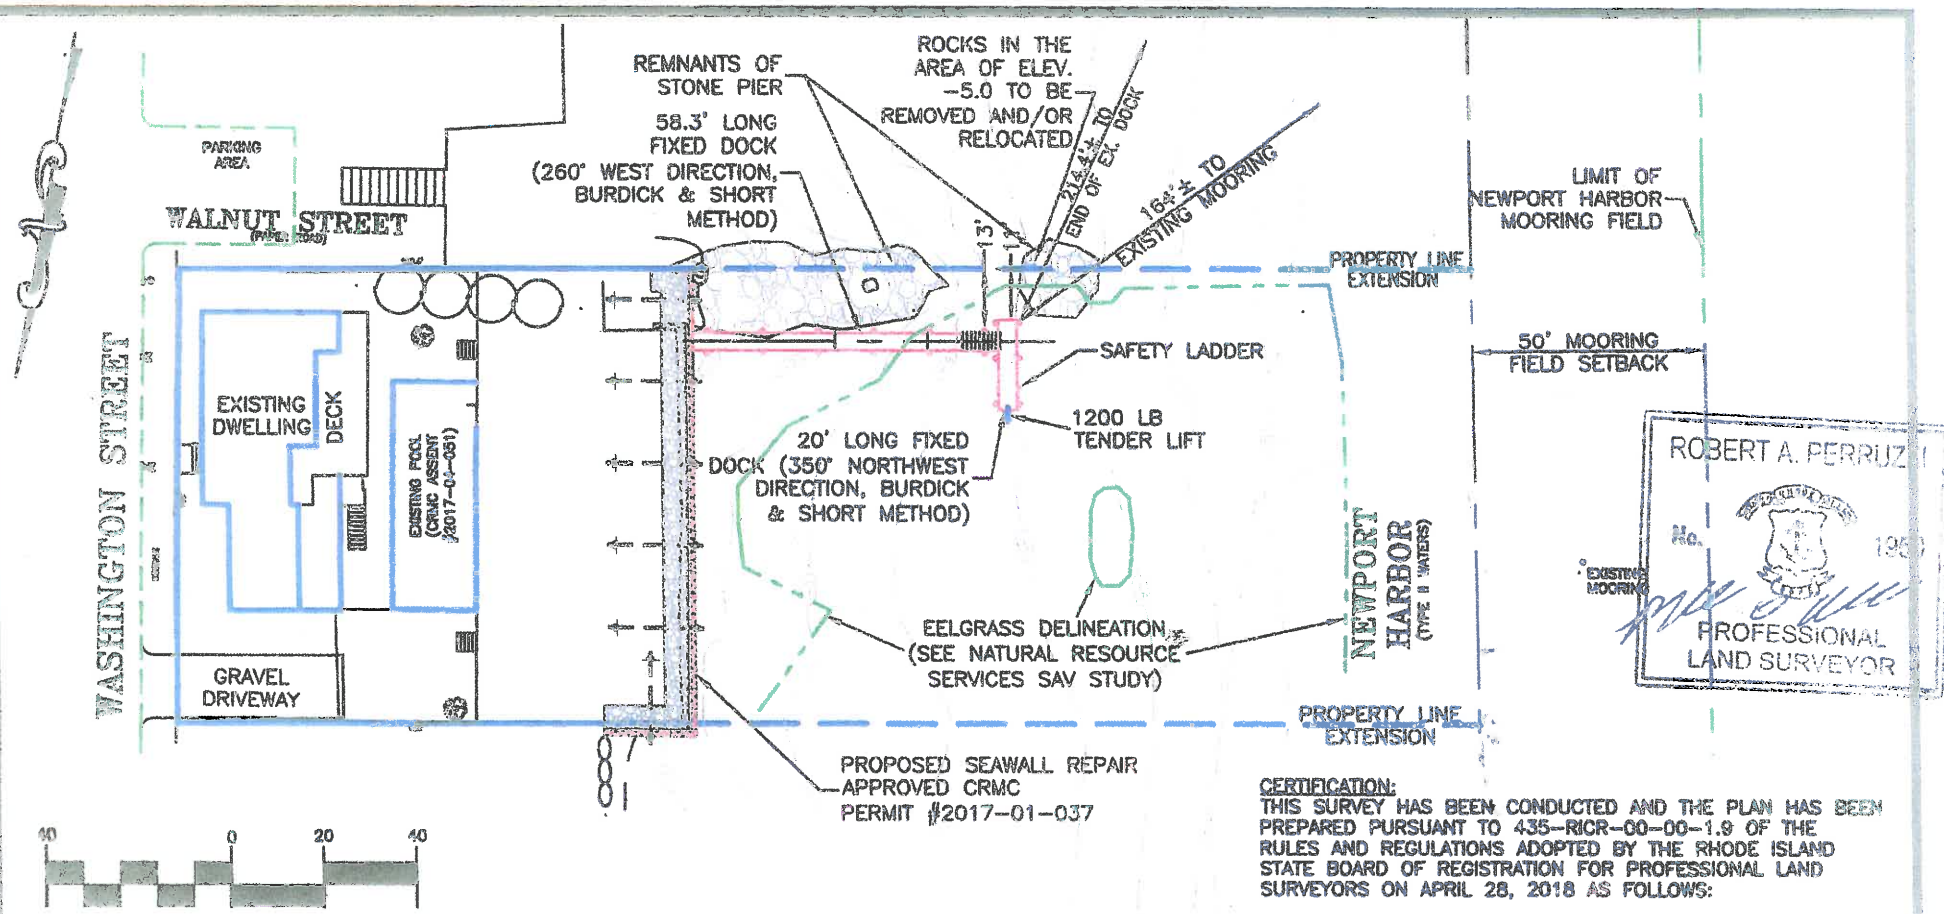 REMNANTS OF
STONE PIER
58.3' LONG
FIXED DOCK
(260° WEST DIRECTION,
BURDICK & SHORT
METHOD)
ROCKS IN THE
AREA OF ELEV.
-5.0 TO BE
REMOVED AND/OR
RELOCATED
214.4'± TO
END OF EX. DOCK
164'± TO
EXISTING MOORING
13'
LIMIT OF
NEWPORT HARBOR
MOORING FIELD
PARKING
AREA
WALNUT STREET
(PAPER ROAD)
PROPERTY LINE
EXTENSION
50' MOORING
FIELD SETBACK
SAFETY LADDER
1200 LB
TENDER LIFT
20' LONG FIXED
DOCK (350° NORTHWEST
DIRECTION, BURDICK
& SHORT METHOD)
WASHINGTON STREET
EXISTING
DWELLING
DECK
EXISTING POOL
(CRMC ASSENT
#2017-04-051)
GRAVEL
DRIVEWAY
EELGRASS DELINEATION
(SEE NATURAL RESOURCE
SERVICES SAV STUDY)
NEWPORT
HARBOR
(TYPE II WATERS)
EXISTING
MOORING
ROBERT A. PERRUZZI
No.
PROFESSIONAL
LAND SURVEYOR
PROPERTY LINE
EXTENSION
PROPOSED SEAWALL REPAIR
APPROVED CRMC
PERMIT #2017-01-037
40 0 20 40
CERTIFICATION:
THIS SURVEY HAS BEEN CONDUCTED AND THE PLAN HAS BEEN
PREPARED PURSUANT TO 435-RICR-00-00-1.9 OF THE
RULES AND REGULATIONS ADOPTED BY THE RHODE ISLAND
STATE BOARD OF REGISTRATION FOR PROFESSIONAL LAND
SURVEYORS ON APRIL 28, 2018 AS FOLLOWS: